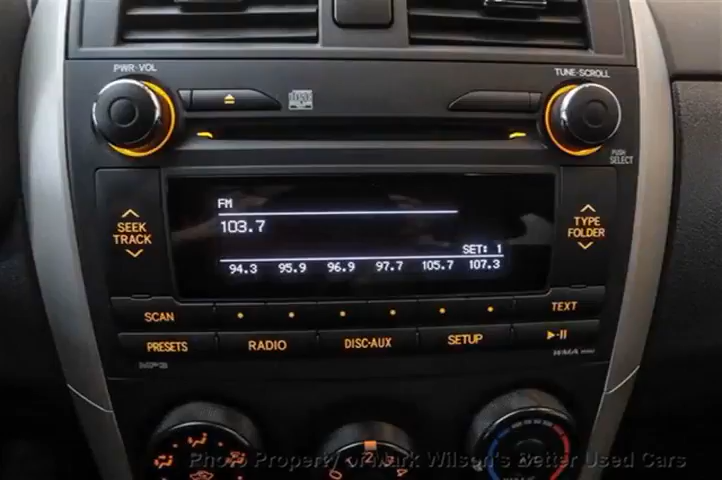 PWR·VOL
TUNE·SCROLL
PUSH
SELECT
FM
103.7
SEEK
TRACK
TYPE
FOLDER
SET: 1
94.3 95.9 96.9 97.7 105.7 107.3
SCAN
TEXT
PRESETS RADIO DISC·AUX SETUP
MP3
WMA
Photo Property of Mark Wilson's Better Used Cars